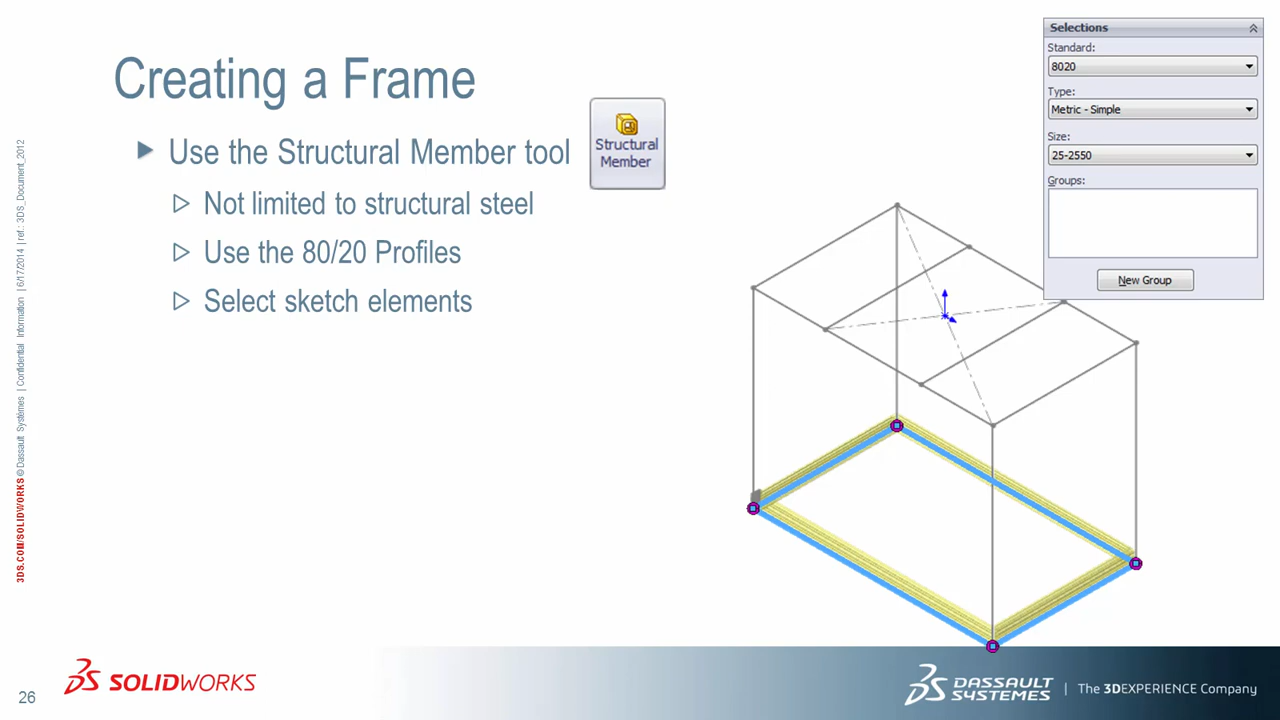 Creating a Frame
Use the Structural Member tool
Not limited to structural steel
Use the 80/20 Profiles
Select sketch elements
Structural
Member
Selections
Standard:
8020
Type:
Metric - Simple
Size:
25-2550
Groups:
New Group
3DS.COM/SOLIDWORKS © Dassault Systèmes | Confidential Information | 6/17/2014 | ref.: 3DS_Document_2012
26
SOLIDWORKS
DASSAULT
SYSTEMES
The 3DEXPERIENCE Company